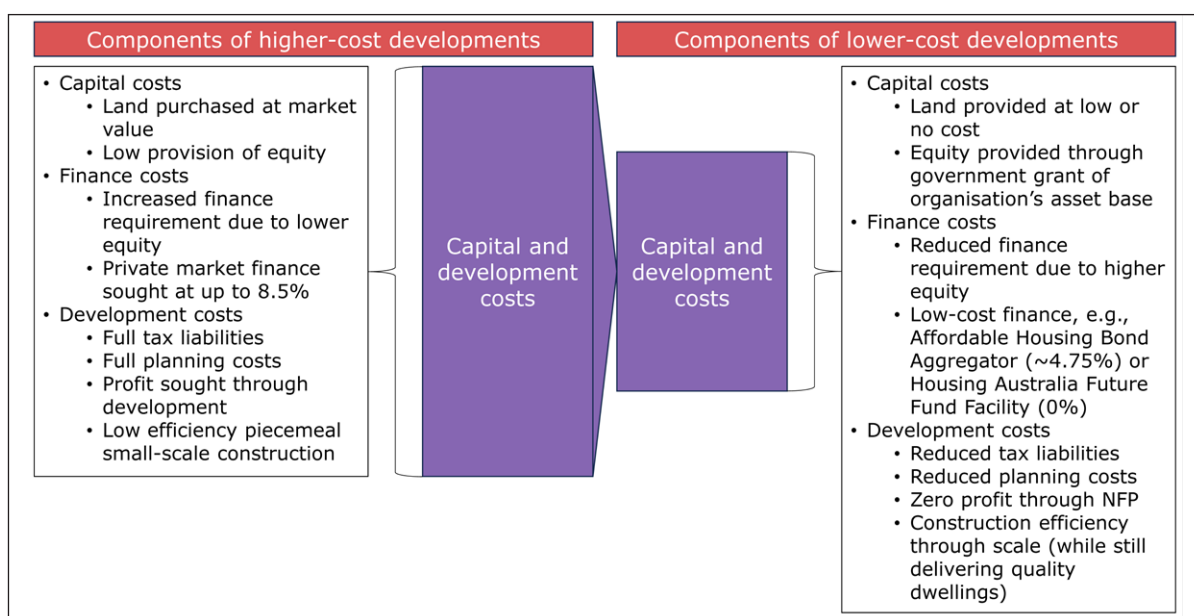 Components of higher-cost developments
• Capital costs
• Land purchased at market
value
• Low provision of equity
• Finance costs
• Increased finance
requirement due to lower
equity
• Private market finance
sought at up to 8.5%
• Development costs
• Full tax liabilities
• Full planning costs
• Profit sought through
development
• Low efficiency piecemeal
small-scale construction
Capital and
development
costs
Components of lower-cost developments
Capital and
development
costs
• Capital costs
• Land provided at low or
no cost
• Equity provided through
government grant of
organisation’s asset base
• Finance costs
• Reduced finance
requirement due to higher
equity
• Low-cost finance, e.g.,
Affordable Housing Bond
Aggregator (~4.75%) or
Housing Australia Future
Fund Facility (0%)
• Development costs
• Reduced tax liabilities
• Reduced planning costs
• Zero profit through NFP
• Construction efficiency
through scale (while still
delivering quality
dwellings)